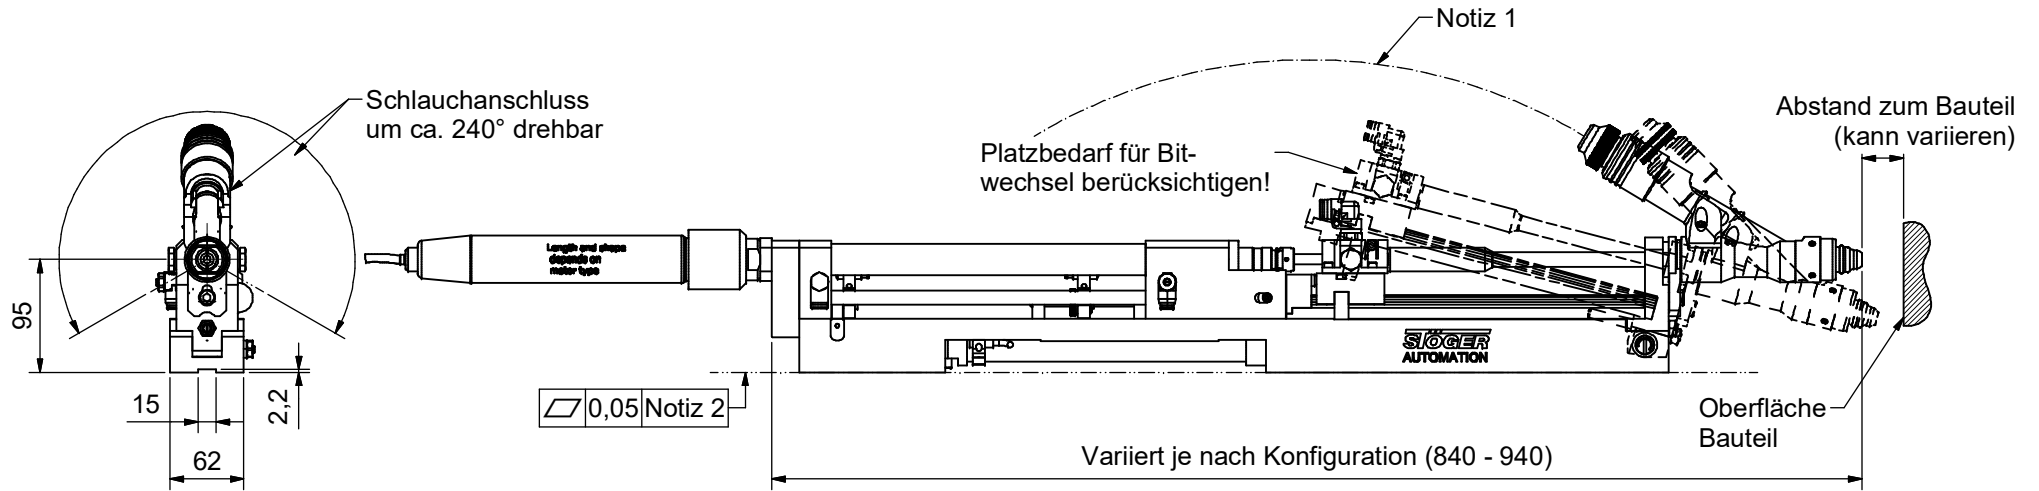 Notiz 1
Schlauchanschluss
um ca. 240° drehbar
Abstand zum Bauteil
(kann variieren)
Platzbedarf für Bit-
wechsel berücksichtigen!
Length and shape
depends on
motor type
95
STÖGER
AUTOMATION
15
2,2
0,05 Notiz 2
Oberfläche
Bauteil
62
Variiert je nach Konfiguration (840 - 940)